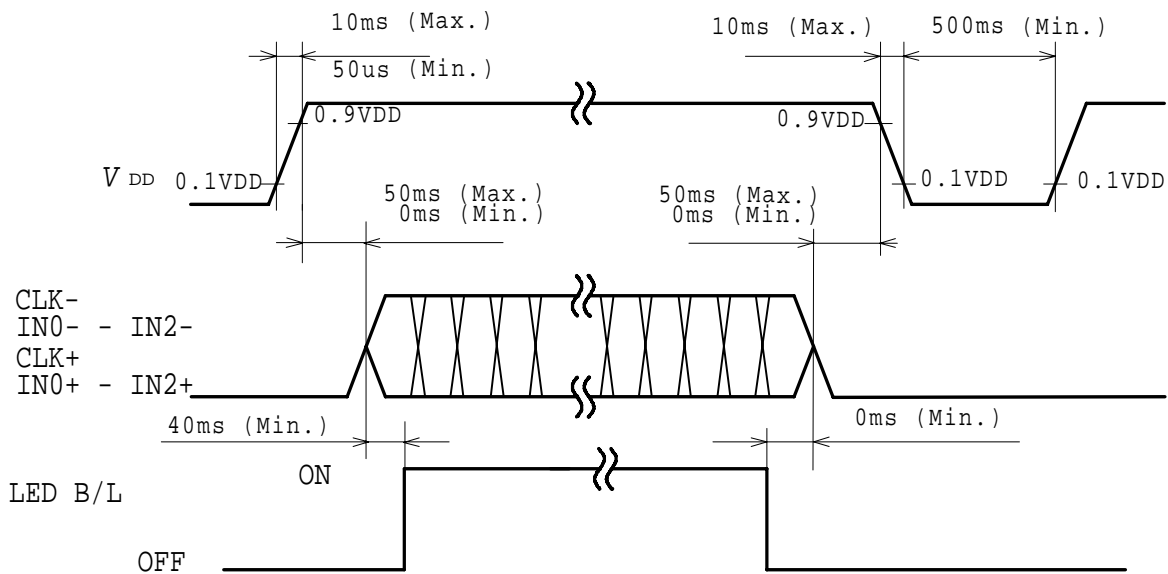 10ms (Max.)
50us (Min.)
10ms (Max.)
500ms (Min.)
0.9VDD
0.9VDD
VDD
0.1VDD
0.1VDD
0.1VDD
50ms (Max.)
0ms (Min.)
50ms (Max.)
0ms (Min.)
CLK-
IN0- - IN2-
CLK+
IN0+ - IN2+
40ms (Min.)
0ms (Min.)
ON
LED B/L
OFF